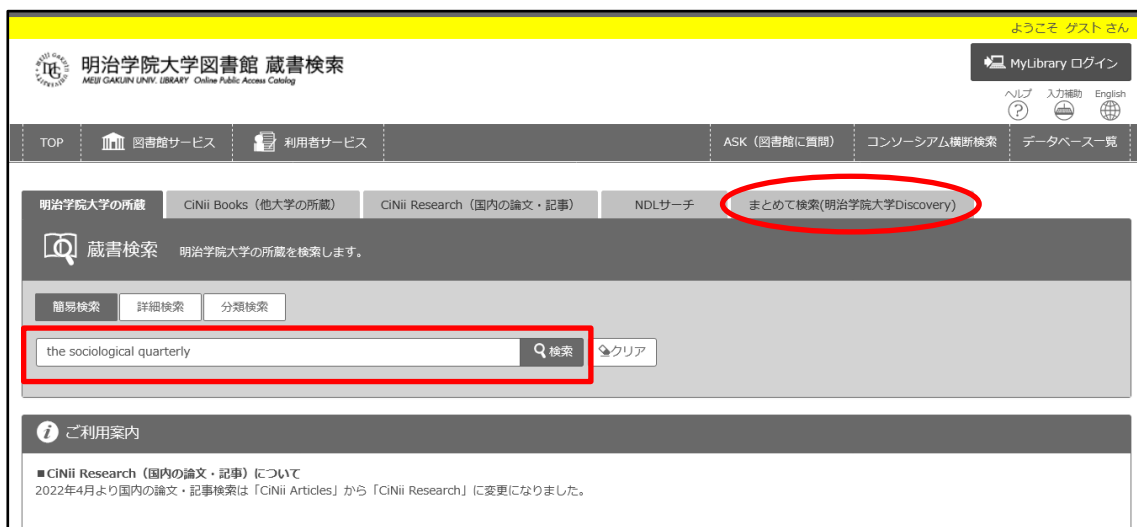 ようこそ ゲスト さん
明治学院大学図書館 蔵書検索
MEIJI GAKUIN UNIV. LIBRARY Online Public Access Catalog
MyLibrary ログイン
ヘルプ 入力補助 English
TOP 図書館サービス 利用者サービス ASK（図書館に質問） コンソーシアム横断検索 データベース一覧
明治学院大学の所蔵 CiNii Books（他大学の所蔵） CiNii Research（国内の論文・記事） NDLサーチ まとめて検索(明治学院大学Discovery)
蔵書検索 明治学院大学の所蔵を検索します。
簡易検索 詳細検索 分類検索
the sociological quarterly 検索 クリア
ご利用案内
■CiNii Research（国内の論文・記事）について
2022年4月より国内の論文・記事検索は「CiNii Articles」から「CiNii Research」に変更になりました。